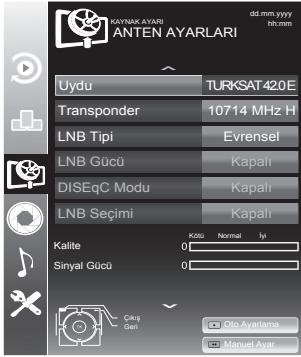 dd.mm.yyyy
hh:mm
KAYNAK AYARI
ANTEN AYARLARI
Uydu TURKSAT 42.0 E
Transponder 10714 MHz H
LNB Tipi Evrensel
LNB Gücü Kapalı
DISEqC Modu Kapalı
LNB Seçimi Kapalı
Kötü Normal İyi
Kalite 0
Sinyal Gücü 0
OK
Çıkış
Geri
Oto Ayarlama
Manuel Ayar